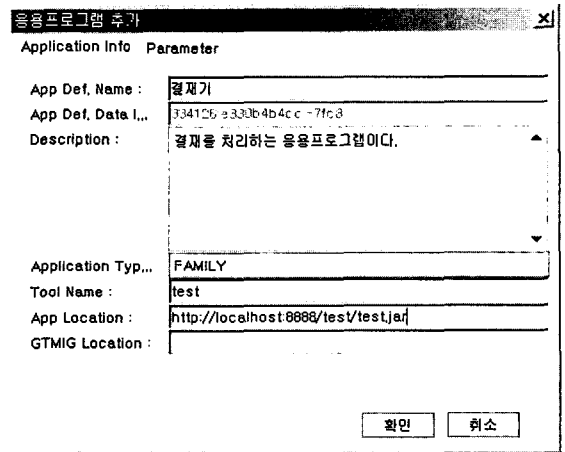 응용프로그램 추가
Application Info Parameter
App Def, Name : 결재기
App Def, Data I...
Description : 결재를 처리하는 응용프로그램이다.
Application Typ... FAMILY
Tool Name : test
App Location : http://localhost:8888/test/test.jar
GTMIG Location :
확인 취소